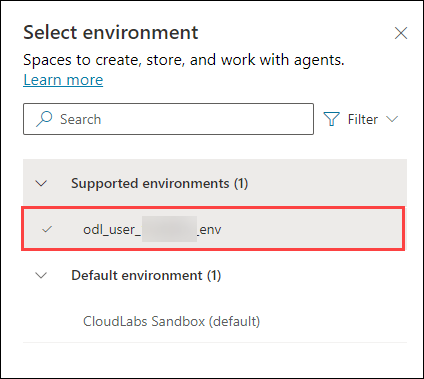 Select environment
Spaces to create, store, and work with agents.
Learn more
Search
Filter
Supported environments (1)
odl_user_ _env
Default environment (1)
CloudLabs Sandbox (default)